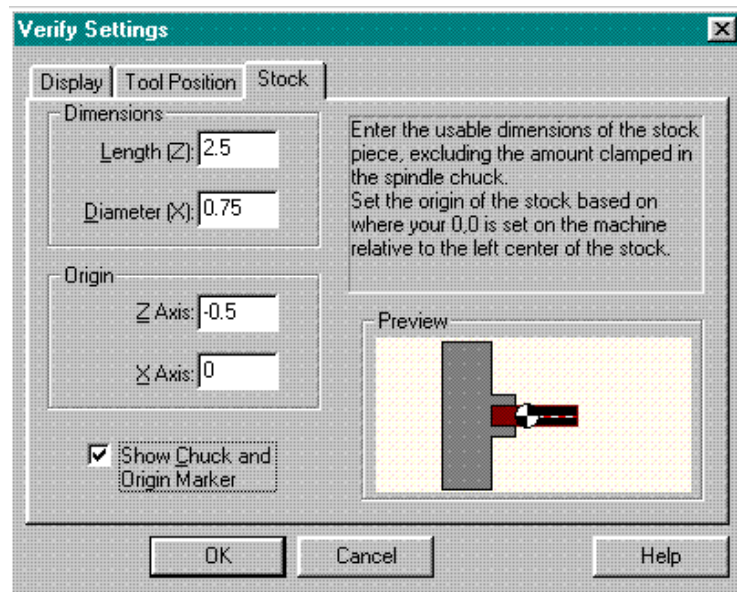 Verify Settings
Display Tool Position Stock
Dimensions
Length (Z): 2.5
Diameter (X): 0.75
Enter the usable dimensions of the stock
piece, excluding the amount clamped in
the spindle chuck.
Set the origin of the stock based on
where your 0,0 is set on the machine
relative to the left center of the stock.
Origin
Z Axis: -0.5
X Axis: 0
Show Chuck and
Origin Marker
Preview
OK Cancel Help